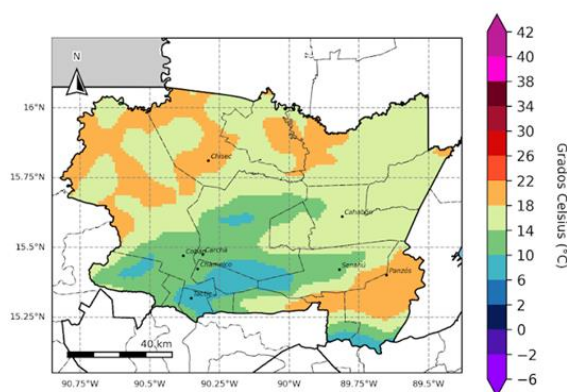 N
16°N
15.75°N
15.5°N
15.25°N
Chisec
Cahabón
Cobán
Carchá
Chamelco
Senahú
Panzós
Tactic
40 km
90.75°W 90.5°W 90.25°W 90°W 89.75°W 89.5°W
42
38
34
30
26
22
18
14
10
6
2
0
−2
−6
Grados Celsius (°C)